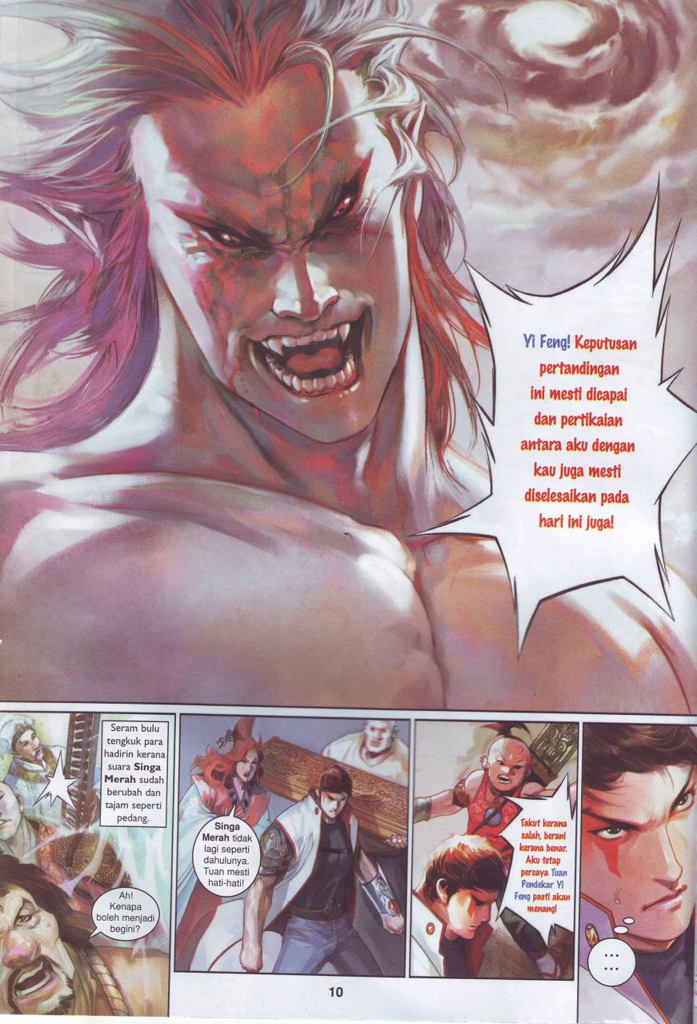 Yi Feng! Keputusan
pertandingan
ini mesti dicapai
dan pertikaian
antara aku dengan
kau juga mesti
diselesaikan pada
hari ini juga!
Seram bulu
tengkuk para
hadirin kerana
suara Singa
Merah sudah
berubah dan
tajam seperti
pedang.
Ah!
Kenapa
boleh menjadi
begini?
Singa
Merah tidak
lagi seperti
dahulunya.
Tuan mesti
hati-hati!
Takut kerana
salah, berani
kerana benar.
Aku tetap
percaya Tuan
Pendekar Yi
Feng pasti akan
menang!
...
...
10